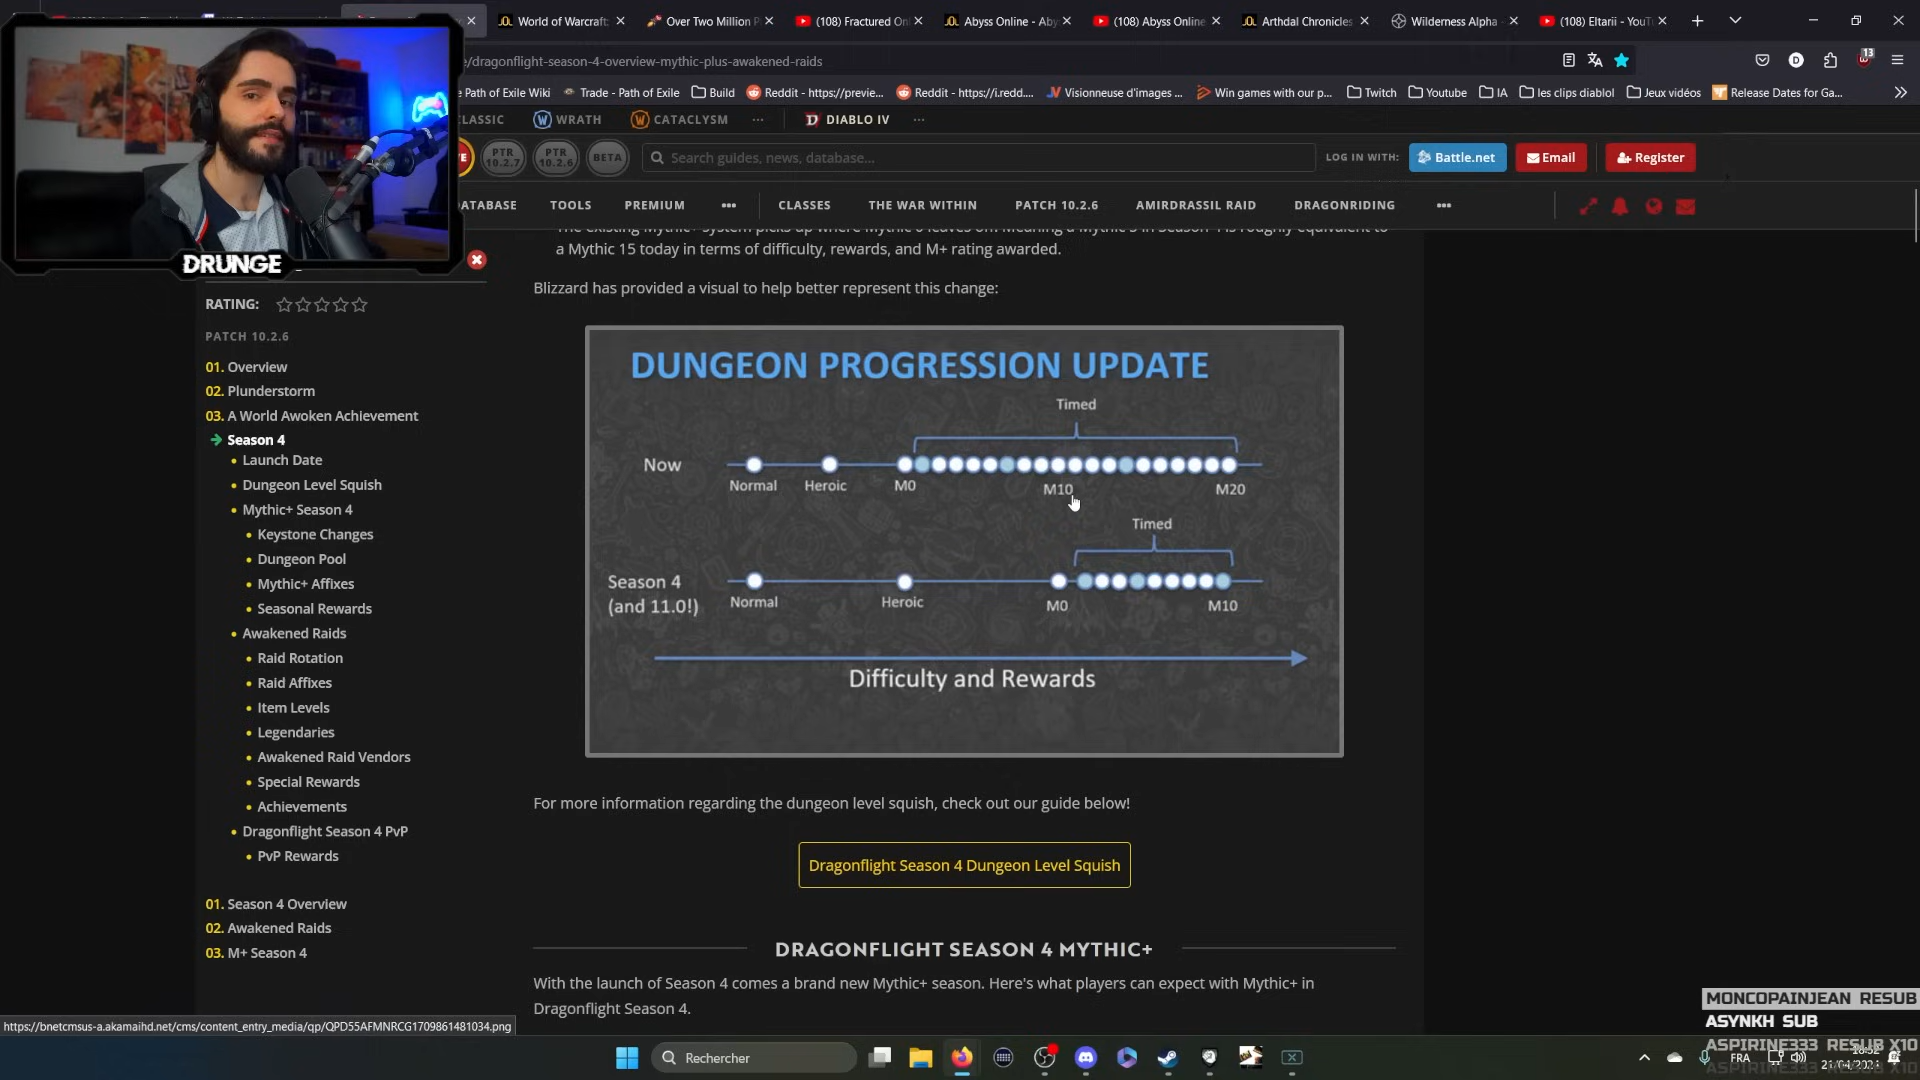 World of Warcraft:
Over Two Million P
(108) Fractured On
Abyss Online - Aby
(108) Abyss Online
Arthdal Chronicles
Wilderness Alpha -
(108) Eltarii - YouT
/dragonflight-season-4-overview-mythic-plus-awakened-raids
13
e Path of Exile Wiki
Trade - Path of Exile
Build
Reddit - https://previe...
Reddit - https://i.redd....
Visionneuse d'images ...
Win games with our p...
Twitch
Youtube
IA
les clips diablol
Jeux vidéos
Release Dates for Ga...
CLASSIC
WRATH
CATACLYSM
DIABLO IV
PTR 10.2.7
PTR 10.2.6
BETA
Search guides, news, database...
LOG IN WITH:
Battle.net
Email
Register
ATABASE
TOOLS
PREMIUM
CLASSES
THE WAR WITHIN
PATCH 10.2.6
AMIRDRASSIL RAID
DRAGONRIDING
DRUNGE
a Mythic 15 today in terms of difficulty, rewards, and M+ rating awarded.
Blizzard has provided a visual to help better represent this change:
RATING:
PATCH 10.2.6
01. Overview
02. Plunderstorm
03. A World Awoken Achievement
Season 4
Launch Date
Dungeon Level Squish
Mythic+ Season 4
Keystone Changes
Dungeon Pool
Mythic+ Affixes
Seasonal Rewards
Awakened Raids
Raid Rotation
Raid Affixes
Item Levels
Legendaries
Awakened Raid Vendors
Special Rewards
Achievements
Dragonflight Season 4 PvP
PvP Rewards
01. Season 4 Overview
02. Awakened Raids
03. M+ Season 4
DUNGEON PROGRESSION UPDATE
Timed
Now
Normal
Heroic
M0
M10
M20
Timed
Season 4
(and 11.0!)
Normal
Heroic
M0
M10
Difficulty and Rewards
For more information regarding the dungeon level squish, check out our guide below!
Dragonflight Season 4 Dungeon Level Squish
DRAGONFLIGHT SEASON 4 MYTHIC+
With the launch of Season 4 comes a brand new Mythic+ season. Here's what players can expect with Mythic+ in
Dragonflight Season 4.
https://bnetcmsus-a.akamaihd.net/cms/content_entry_media/qp/QPD55AFMNRCG1709861481034.png
MONCOPAINJEAN RESUB
ASYNKH SUB
ASPIRINE333 RESUB X10
Rechercher
FRA